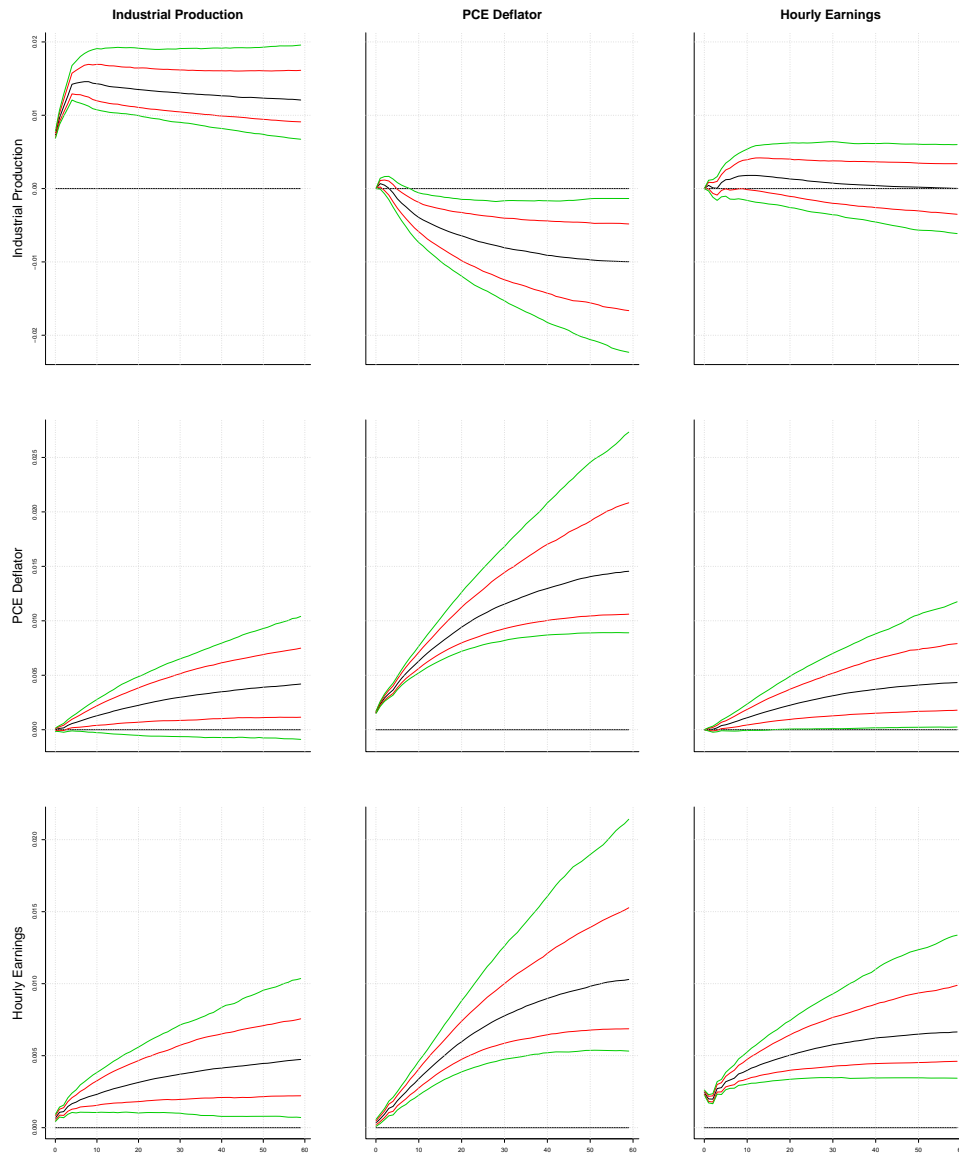 Industrial Production PCE Deflator Hourly Earnings
Industrial Production
0.02
0.01
0.00
−0.01
−0.02
PCE Deflator
0.025
0.020
0.015
0.010
0.005
0.000
Hourly Earnings
0.020
0.015
0.010
0.005
0.000
0 10 20 30 40 50 60
0 10 20 30 40 50 60
0 10 20 30 40 50